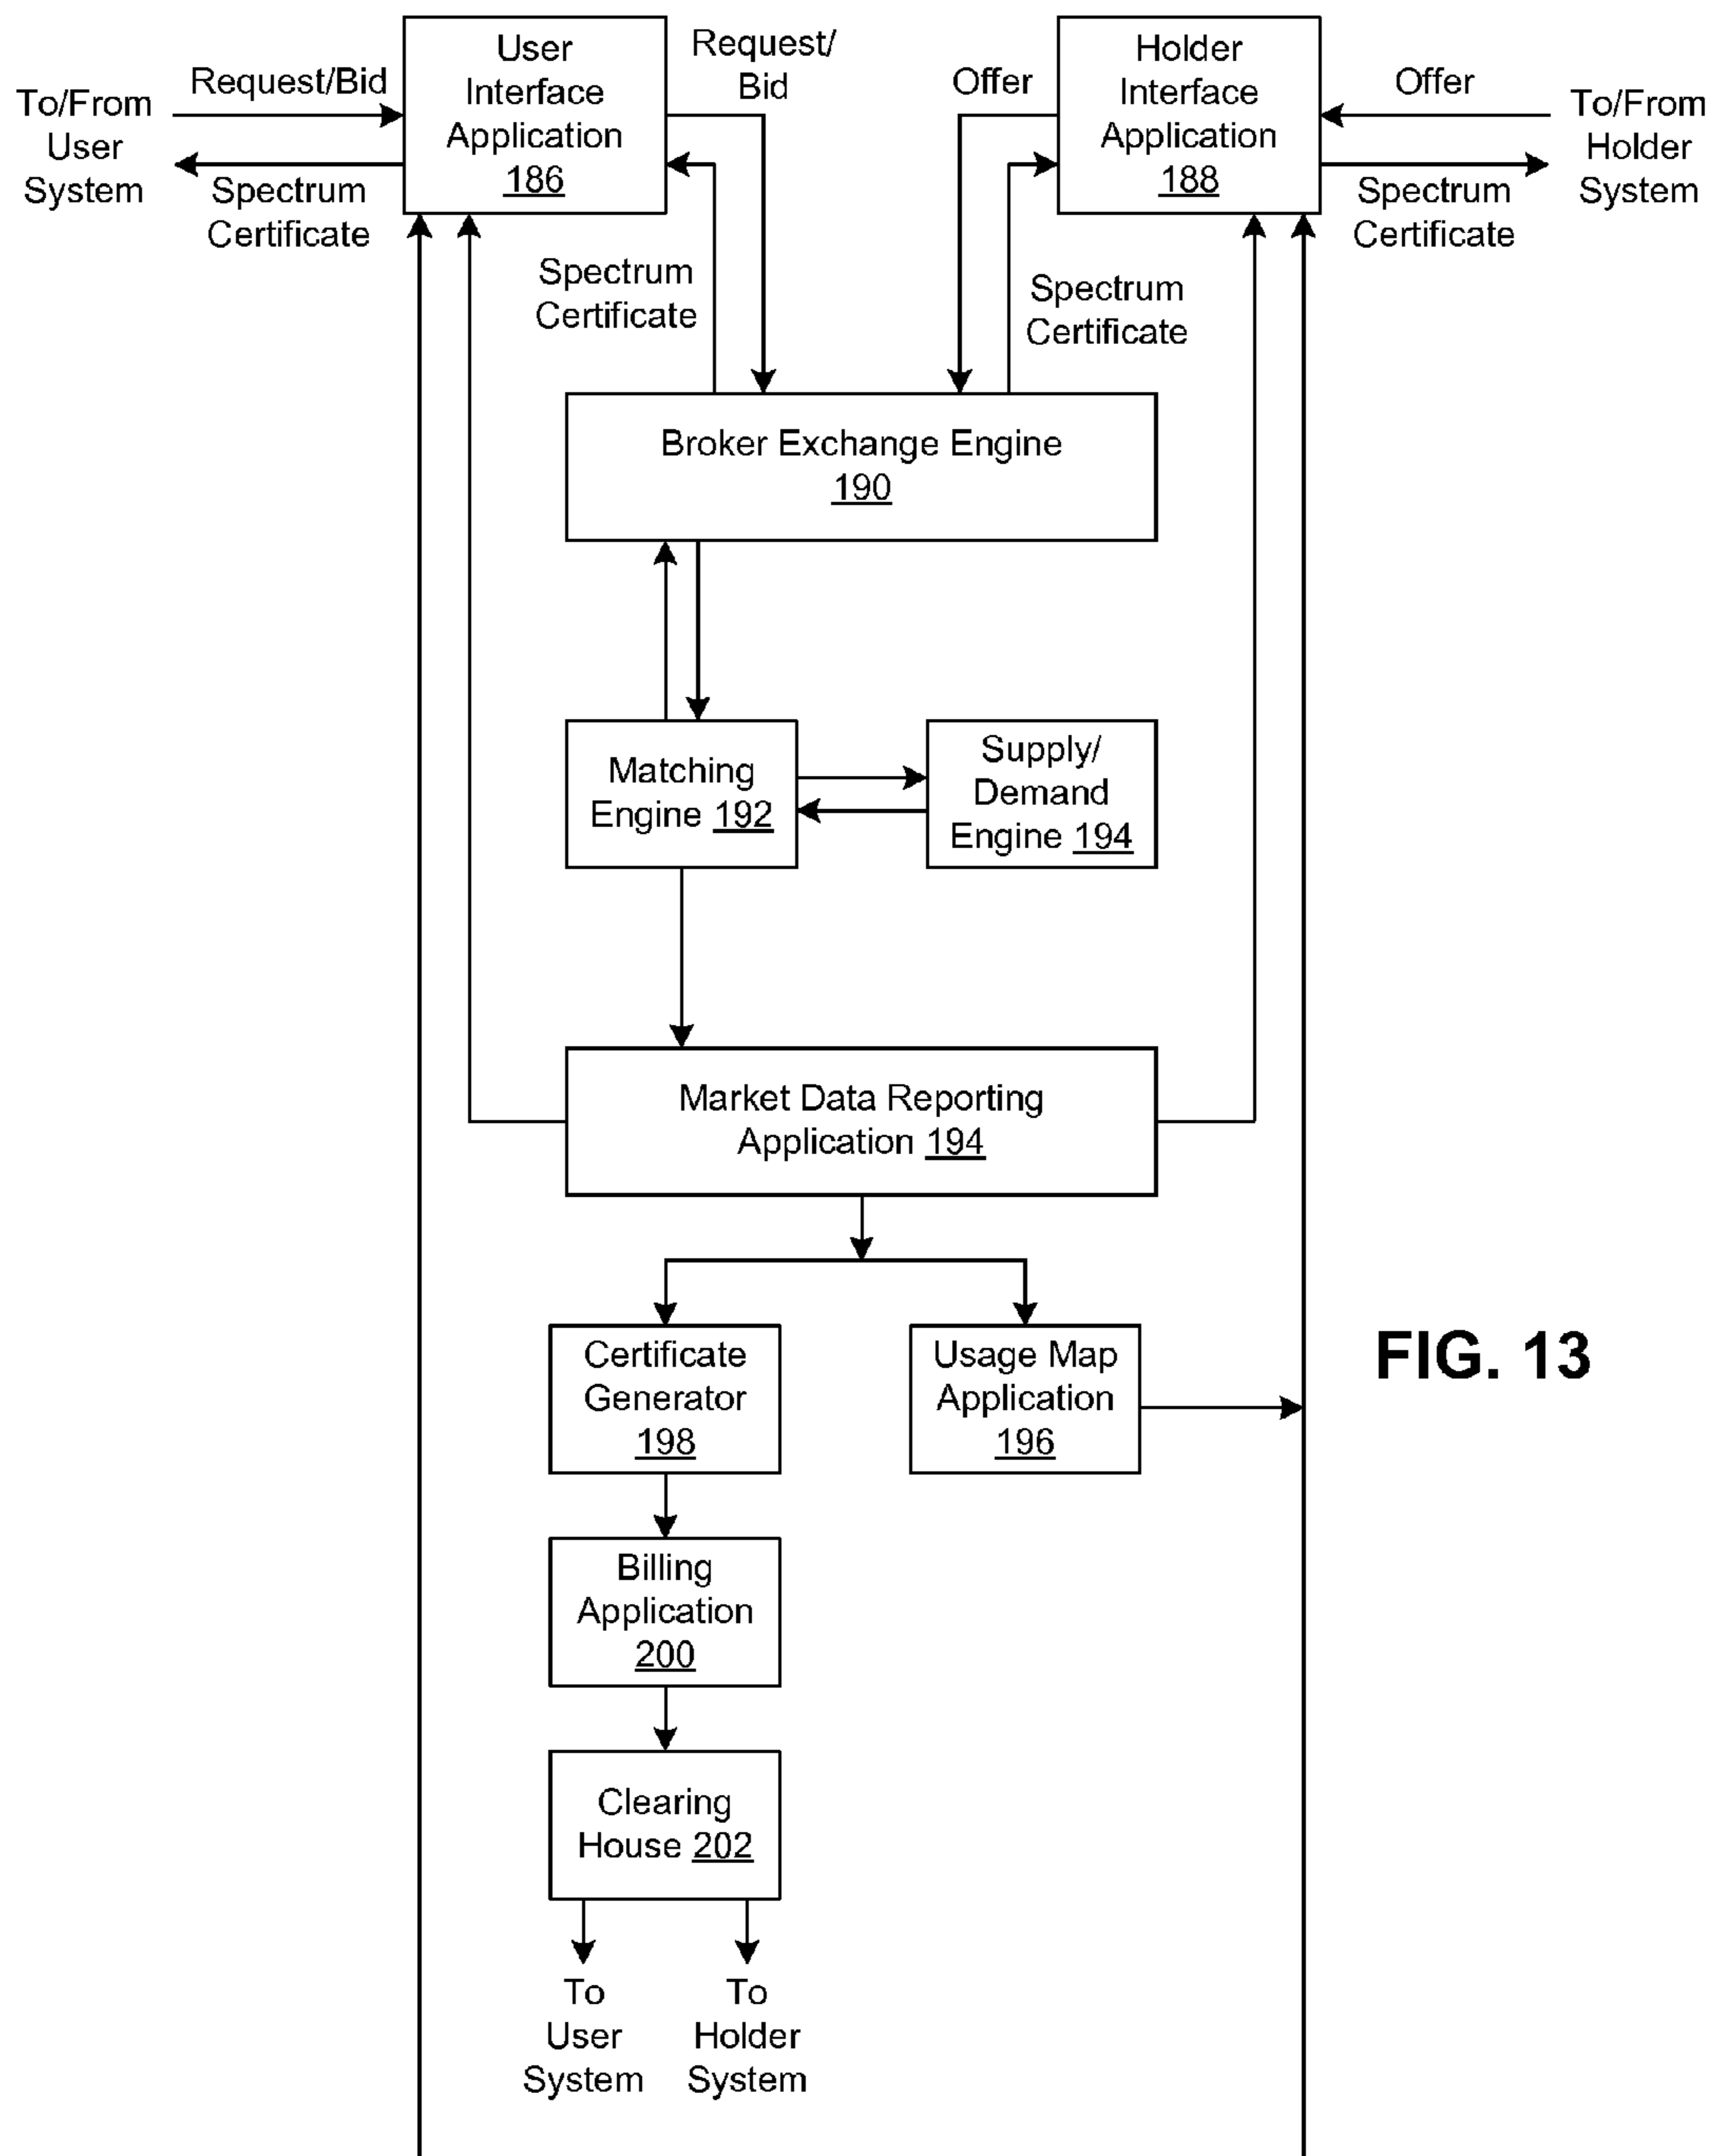 User
Interface
Application
186
Request/
Bid
Holder
Interface
Application
188
Request/Bid
To/From
User
System
Spectrum
Certificate
Offer
Offer
To/From
Holder
System
Spectrum
Certificate
Spectrum
Certificate
Spectrum
Certificate
Broker Exchange Engine
190
Matching
Engine 192
Supply/
Demand
Engine 194
Market Data Reporting
Application 194
Certificate
Generator
198
Usage Map
Application
196
FIG. 13
Billing
Application
200
Clearing
House 202
To
User
System
To
Holder
System